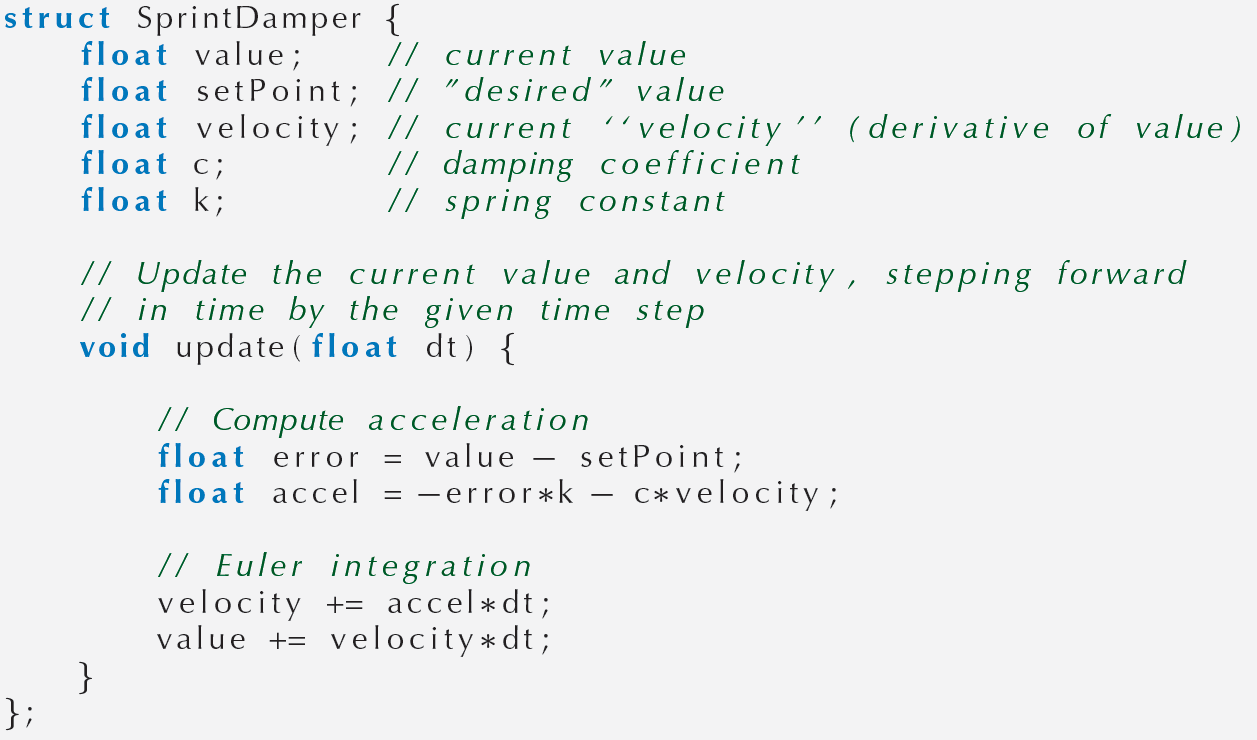 struct SprintDamper {
    float value;    // current value
    float setPoint; // "desired" value
    float velocity; // current ‘‘velocity’’ (derivative of value)
    float c;        // damping coefficient
    float k;        // spring constant

    // Update the current value and velocity, stepping forward
    // in time by the given time step
    void update(float dt) {

        // Compute acceleration
        float error = value − setPoint;
        float accel = −error*k − c*velocity;

        // Euler integration
        velocity += accel*dt;
        value += velocity*dt;
    }
};